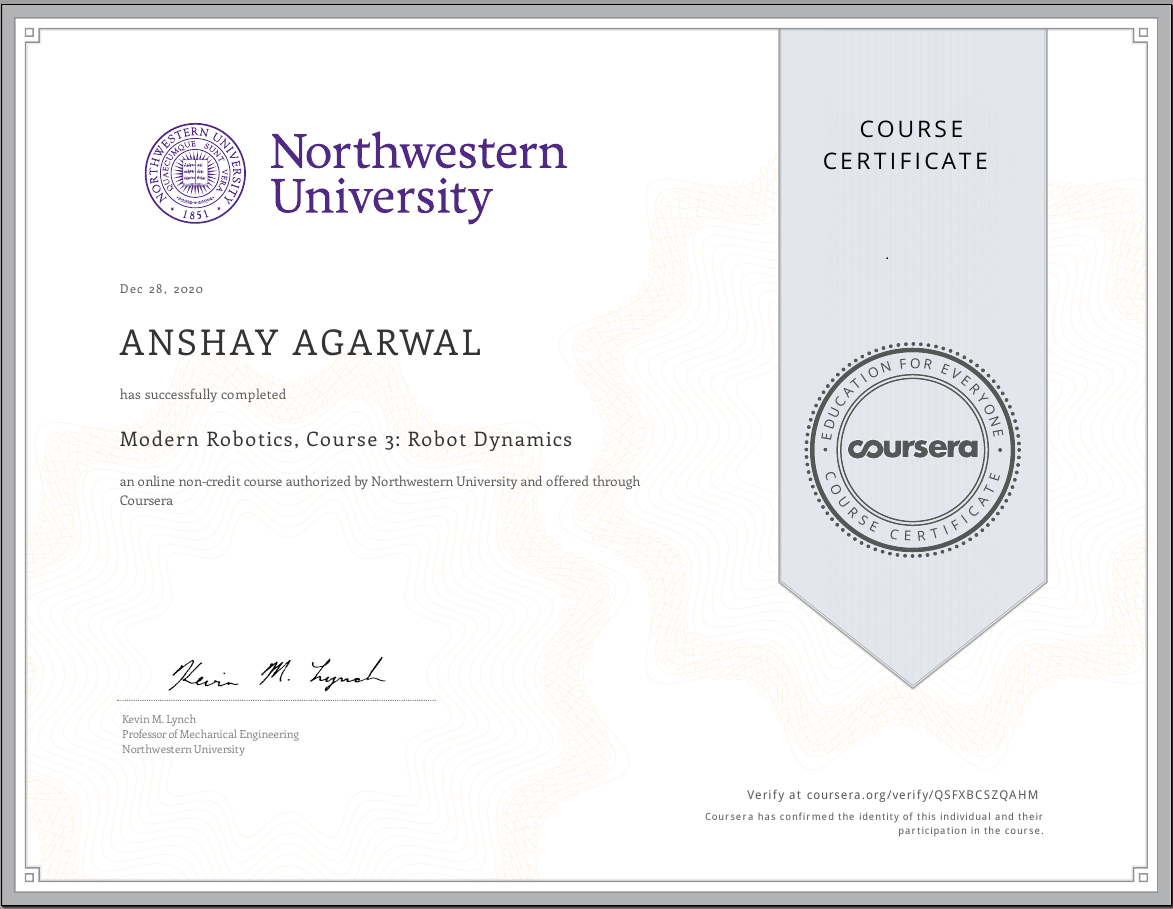 NORTHWESTERN UNIVERSITY
QUAECUMQUE SUNT VERA
1851
Northwestern
University
COURSE
CERTIFICATE
Dec 28, 2020
ANSHAY AGARWAL
has successfully completed
Modern Robotics, Course 3: Robot Dynamics
an online non-credit course authorized by Northwestern University and offered through
Coursera
EDUCATION FOR EVERYONE
coursera
COURSE CERTIFICATE
Kevin M. Lynch
Kevin M. Lynch
Professor of Mechanical Engineering
Northwestern University
Verify at coursera.org/verify/QSFXBCSZQAHM
Coursera has confirmed the identity of this individual and their
participation in the course.